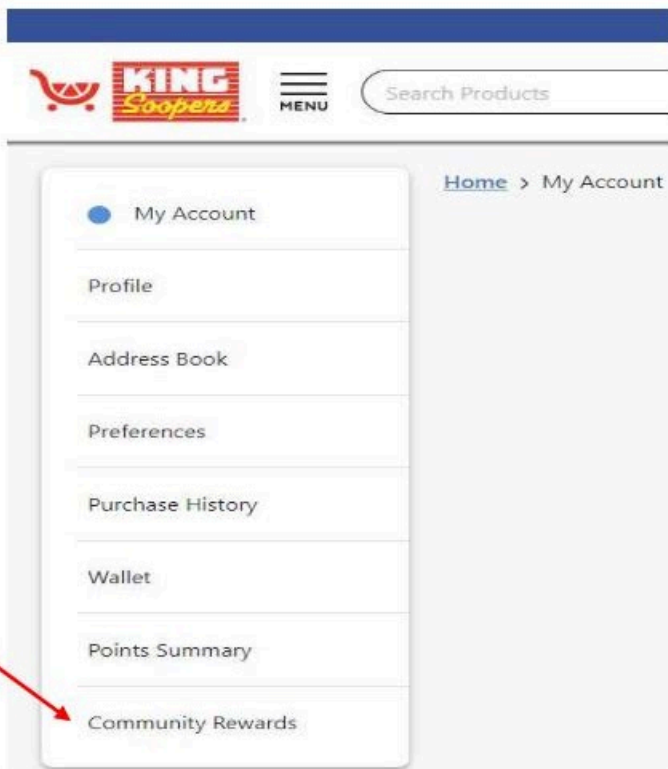 KING
Soopers
MENU
Search Products
Home > My Account
My Account
Profile
Address Book
Preferences
Purchase History
Wallet
Points Summary
Community Rewards